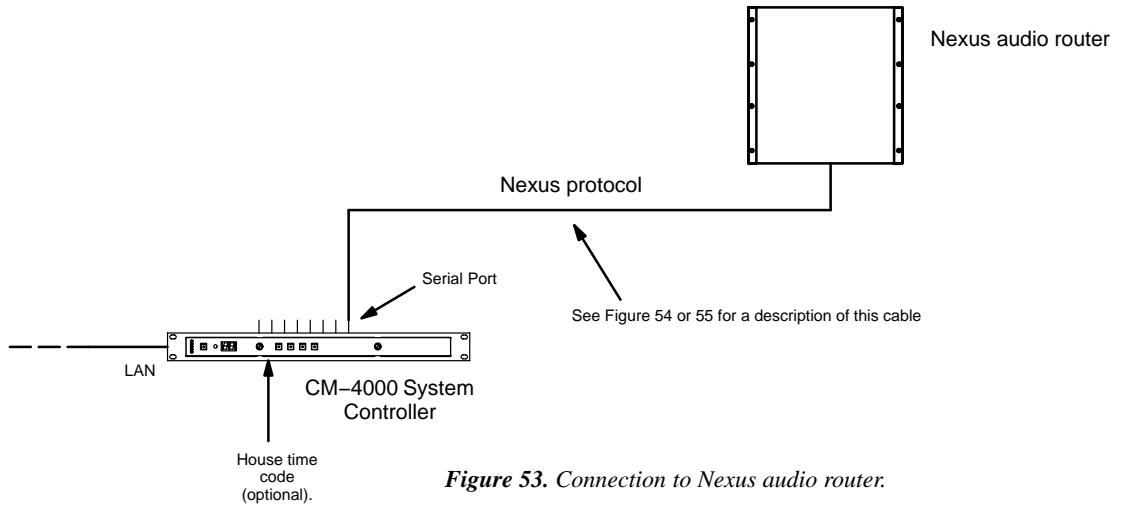 Nexus audio router
Nexus protocol
Serial Port
See Figure 54 or 55 for a description of this cable
LAN
CM−4000 System
Controller
House time
code
(optional).
Figure 53. Connection to Nexus audio router.